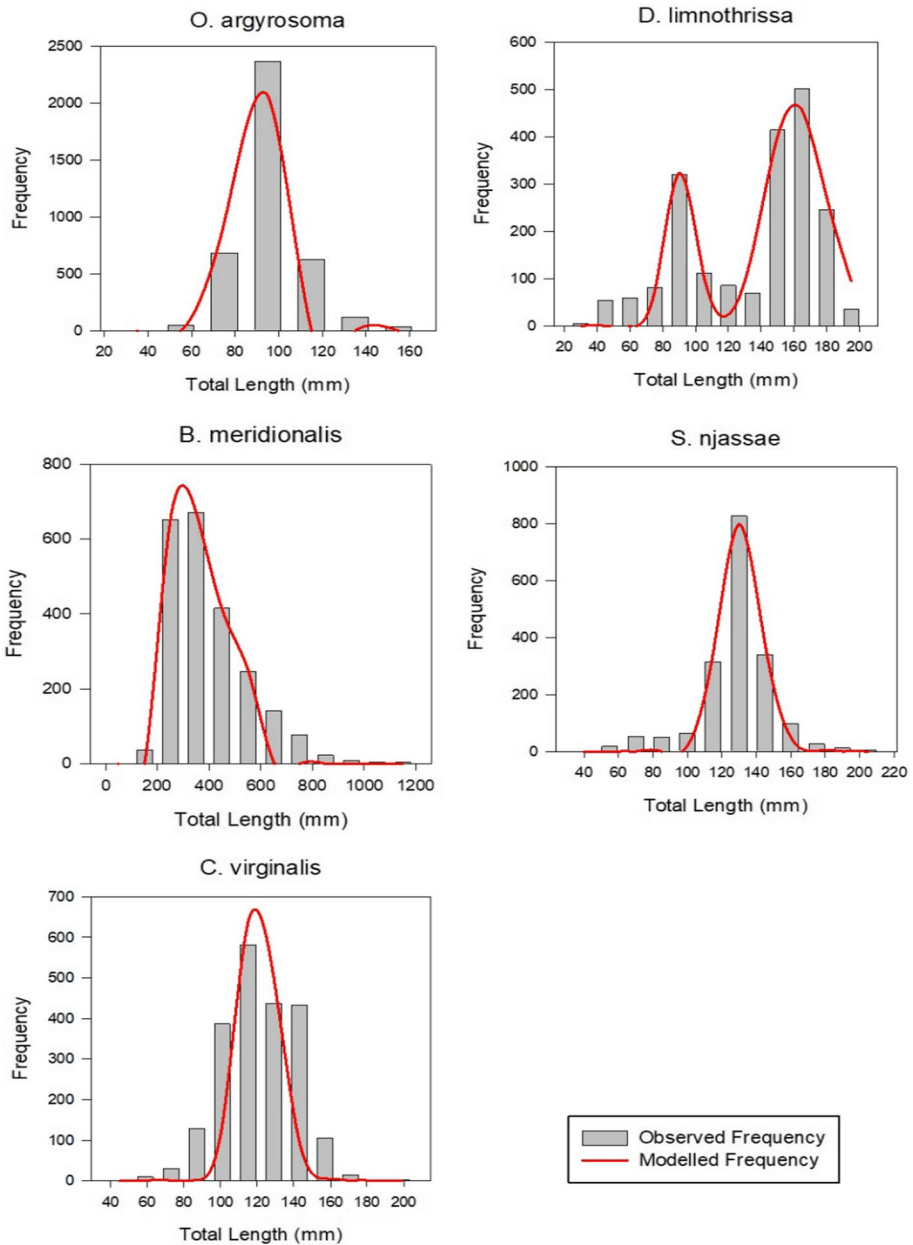 O. argyrosoma
2500
2000
1500
1000
500
0
Frequency
20 40 60 80 100 120 140 160
Total Length (mm)
D. limnothrissa
600
500
400
300
200
100
0
Frequency
20 40 60 80 100 120 140 160 180 200
Total Length (mm)
B. meridionalis
800
600
400
200
0
Frequency
0 200 400 600 800 1000 1200
Total Length (mm)
S. njassae
1000
800
600
400
200
0
Frequency
40 60 80 100 120 140 160 180 200 220
Total Length (mm)
C. virginalis
700
600
500
400
300
200
100
0
Frequency
40 60 80 100 120 140 160 180 200
Total Length (mm)
Observed Frequency
Modelled Frequency